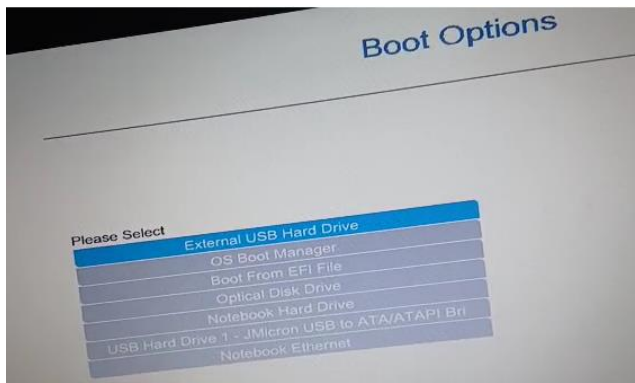 Boot Options
Please Select
External USB Hard Drive
OS Boot Manager
Boot From EFI File
Optical Disk Drive
Notebook Hard Drive
USB Hard Drive 1 - JMicron USB to ATA/ATAPI Bri
Notebook Ethernet